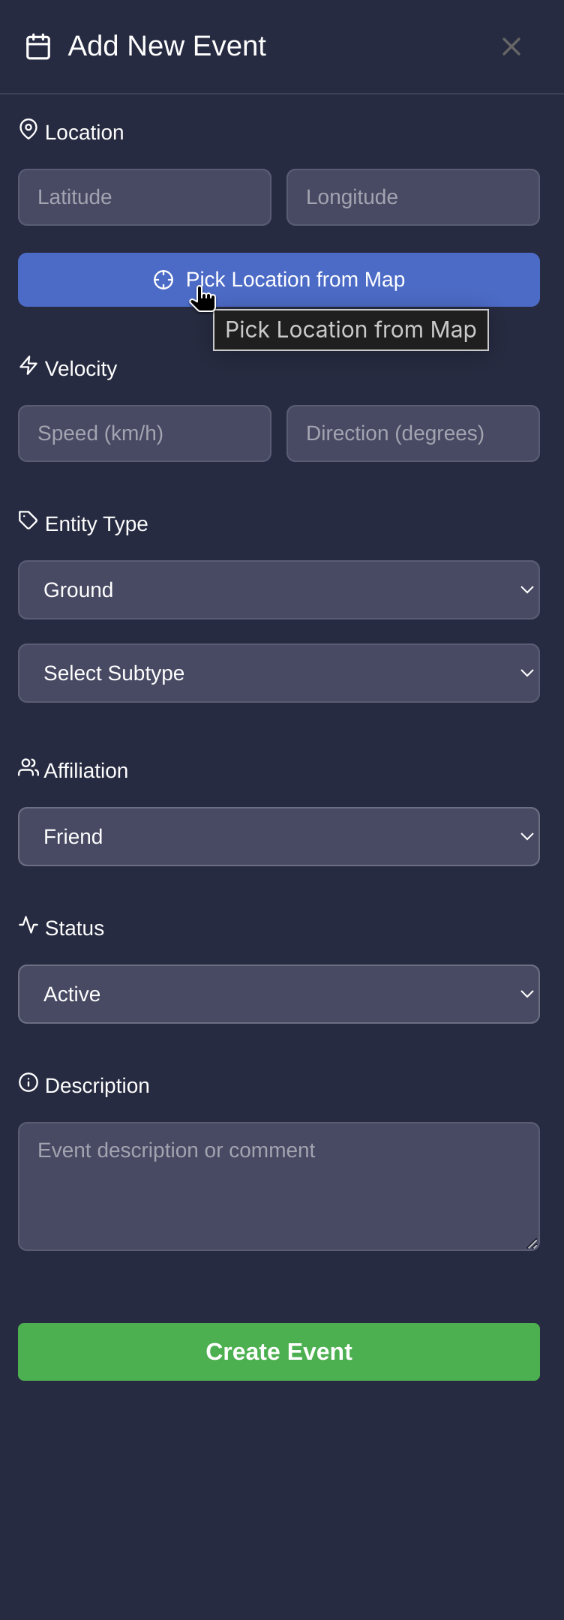 Add New Event
Location
Latitude
Longitude
Pick Location from Map
Pick Location from Map
Velocity
Speed (km/h)
Direction (degrees)
Entity Type
Ground
Select Subtype
Affiliation
Friend
Status
Active
Description
Event description or comment
Create Event